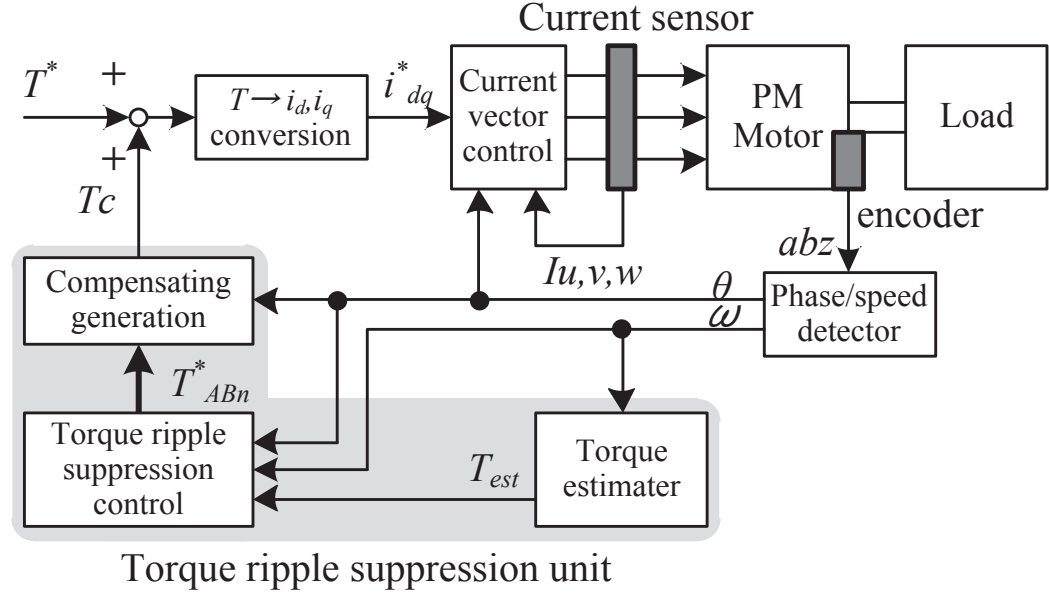 Current sensor
T* +
T→id,iq
conversion
i*dq
Current
vector
control
PM
Motor
Load
+
Tc
encoder
abz
Iu,v,w
Compensating
generation
θ
ω
Phase/speed
detector
T*ABn
Torque ripple
suppression
control
Test
Torque
estimater
Torque ripple suppression unit